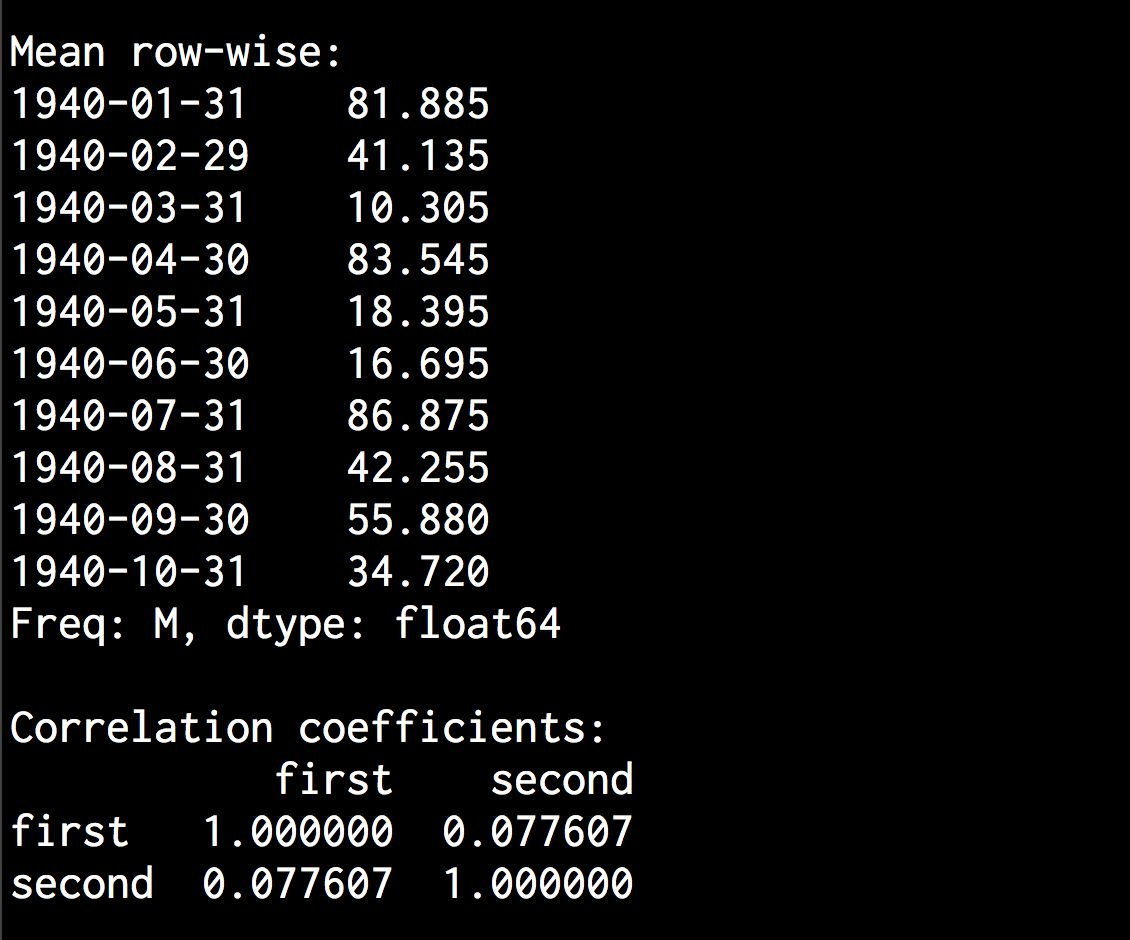 Mean row-wise:
1940-01-31    81.885
1940-02-29    41.135
1940-03-31    10.305
1940-04-30    83.545
1940-05-31    18.395
1940-06-30    16.695
1940-07-31    86.875
1940-08-31    42.255
1940-09-30    55.880
1940-10-31    34.720
Freq: M, dtype: float64
Correlation coefficients:
           first    second
first   1.000000  0.077607
second  0.077607  1.000000